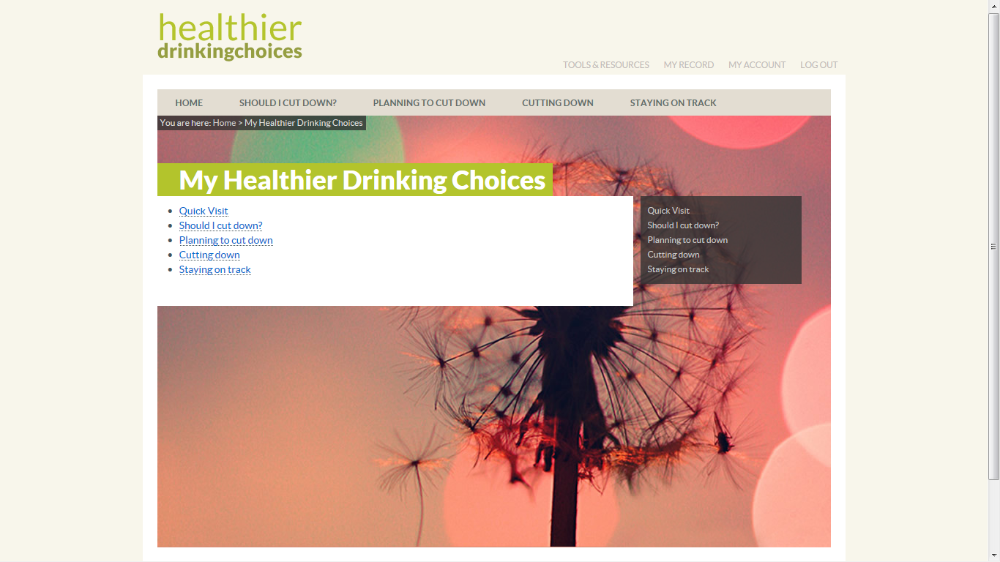 healthier
drinkingchoices
TOOLS & RESOURCES MY RECORD MY ACCOUNT LOG OUT
HOME SHOULD I CUT DOWN? PLANNING TO CUT DOWN CUTTING DOWN STAYING ON TRACK
You are here: Home > My Healthier Drinking Choices
My Healthier Drinking Choices
Quick Visit
Should I cut down?
Planning to cut down
Cutting down
Staying on track
Quick Visit
Should I cut down?
Planning to cut down
Cutting down
Staying on track